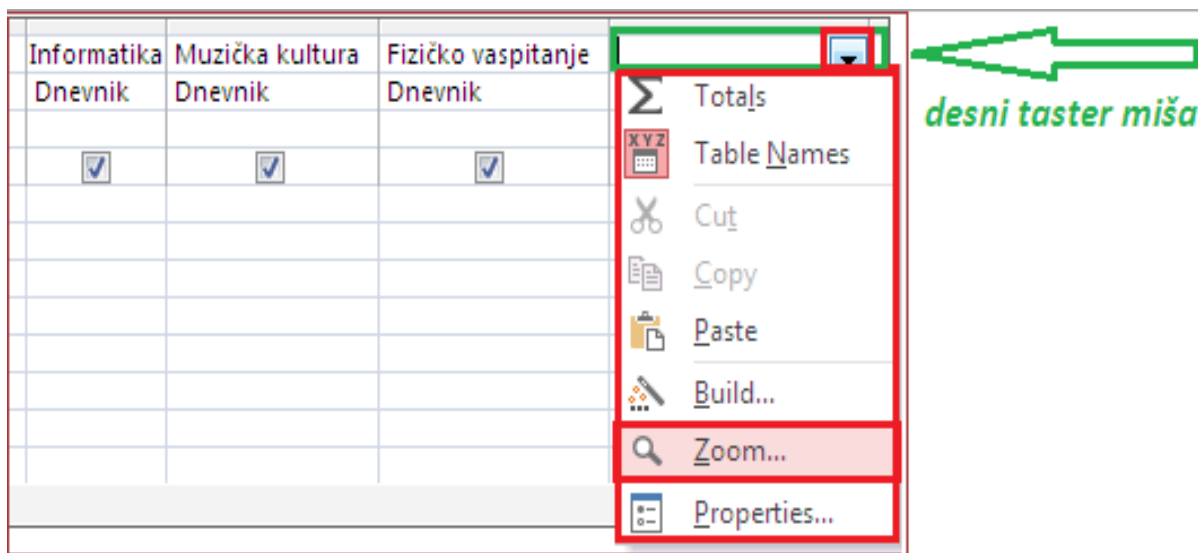 Informatika Muzička kultura Fizičko vaspitanje
Dnevnik Dnevnik Dnevnik
Totals
desni taster miša
XYZ
Table Names
Cut
Copy
Paste
Build...
Zoom...
Properties...